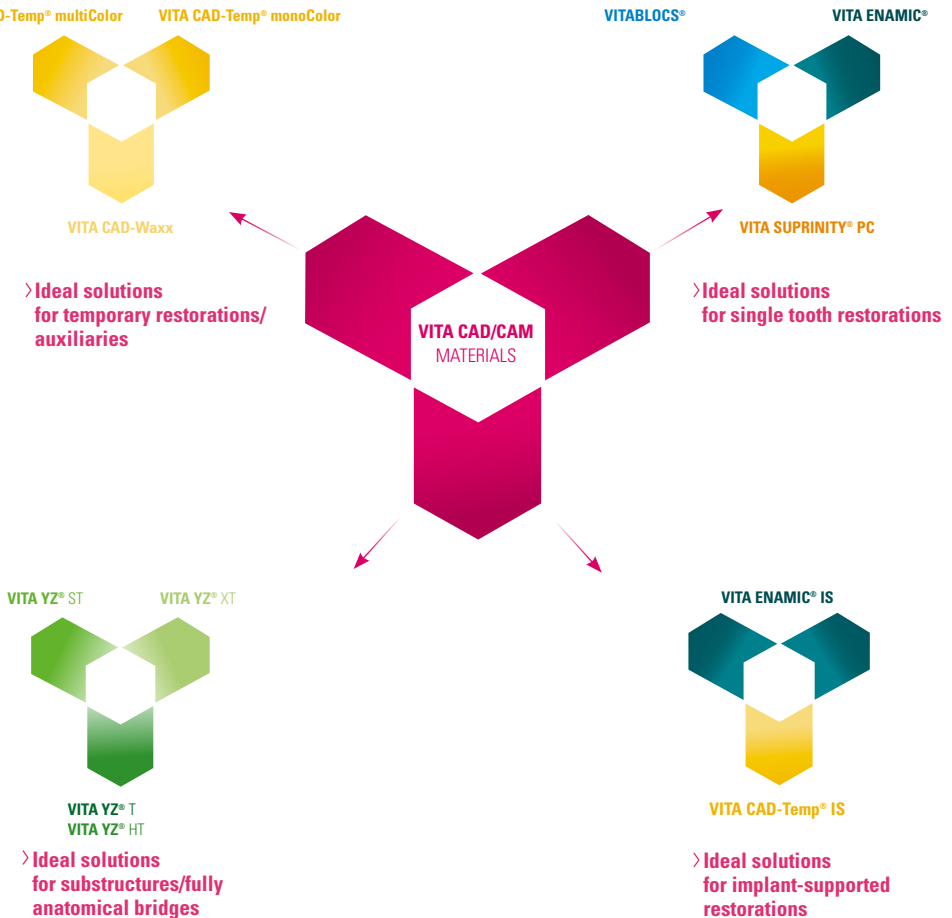 D-Temp® multiColor
VITA CAD-Temp® monoColor
VITA CAD-Waxx
› Ideal solutions
for temporary restorations/
auxiliaries
VITABLOCS®
VITA ENAMIC®
VITA SUPRINITY® PC
› Ideal solutions
for single tooth restorations
VITA CAD/CAM
MATERIALS
VITA YZ® ST
VITA YZ® XT
VITA YZ® T
VITA YZ® HT
› Ideal solutions
for substructures/fully
anatomical bridges
VITA ENAMIC® IS
VITA CAD-Temp® IS
› Ideal solutions
for implant-supported
restorations